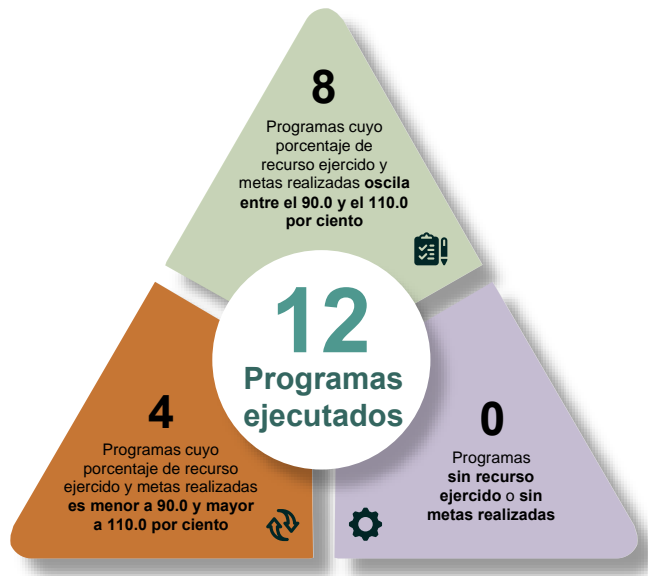 8
Programas cuyo
porcentaje de
recurso ejercido y
metas realizadas oscila
entre el 90.0 y el 110.0
por ciento
12
Programas
ejecutados
4
Programas cuyo
porcentaje de recurso
ejercido y metas realizadas
es menor a 90.0 y mayor
a 110.0 por ciento
0
Programas
sin recurso
ejercido o sin
metas realizadas